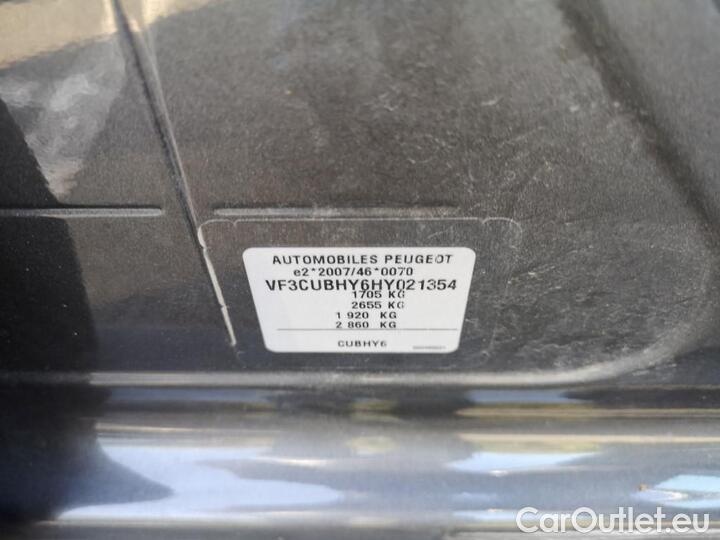 AUTOMOBILES PEUGEOT
e2*2007/46*0070
VF3CUBHY6HY021354
1705 KG
2655 KG
1 920 KG
2 860 KG
CUBHY6
CarOutlet.eu